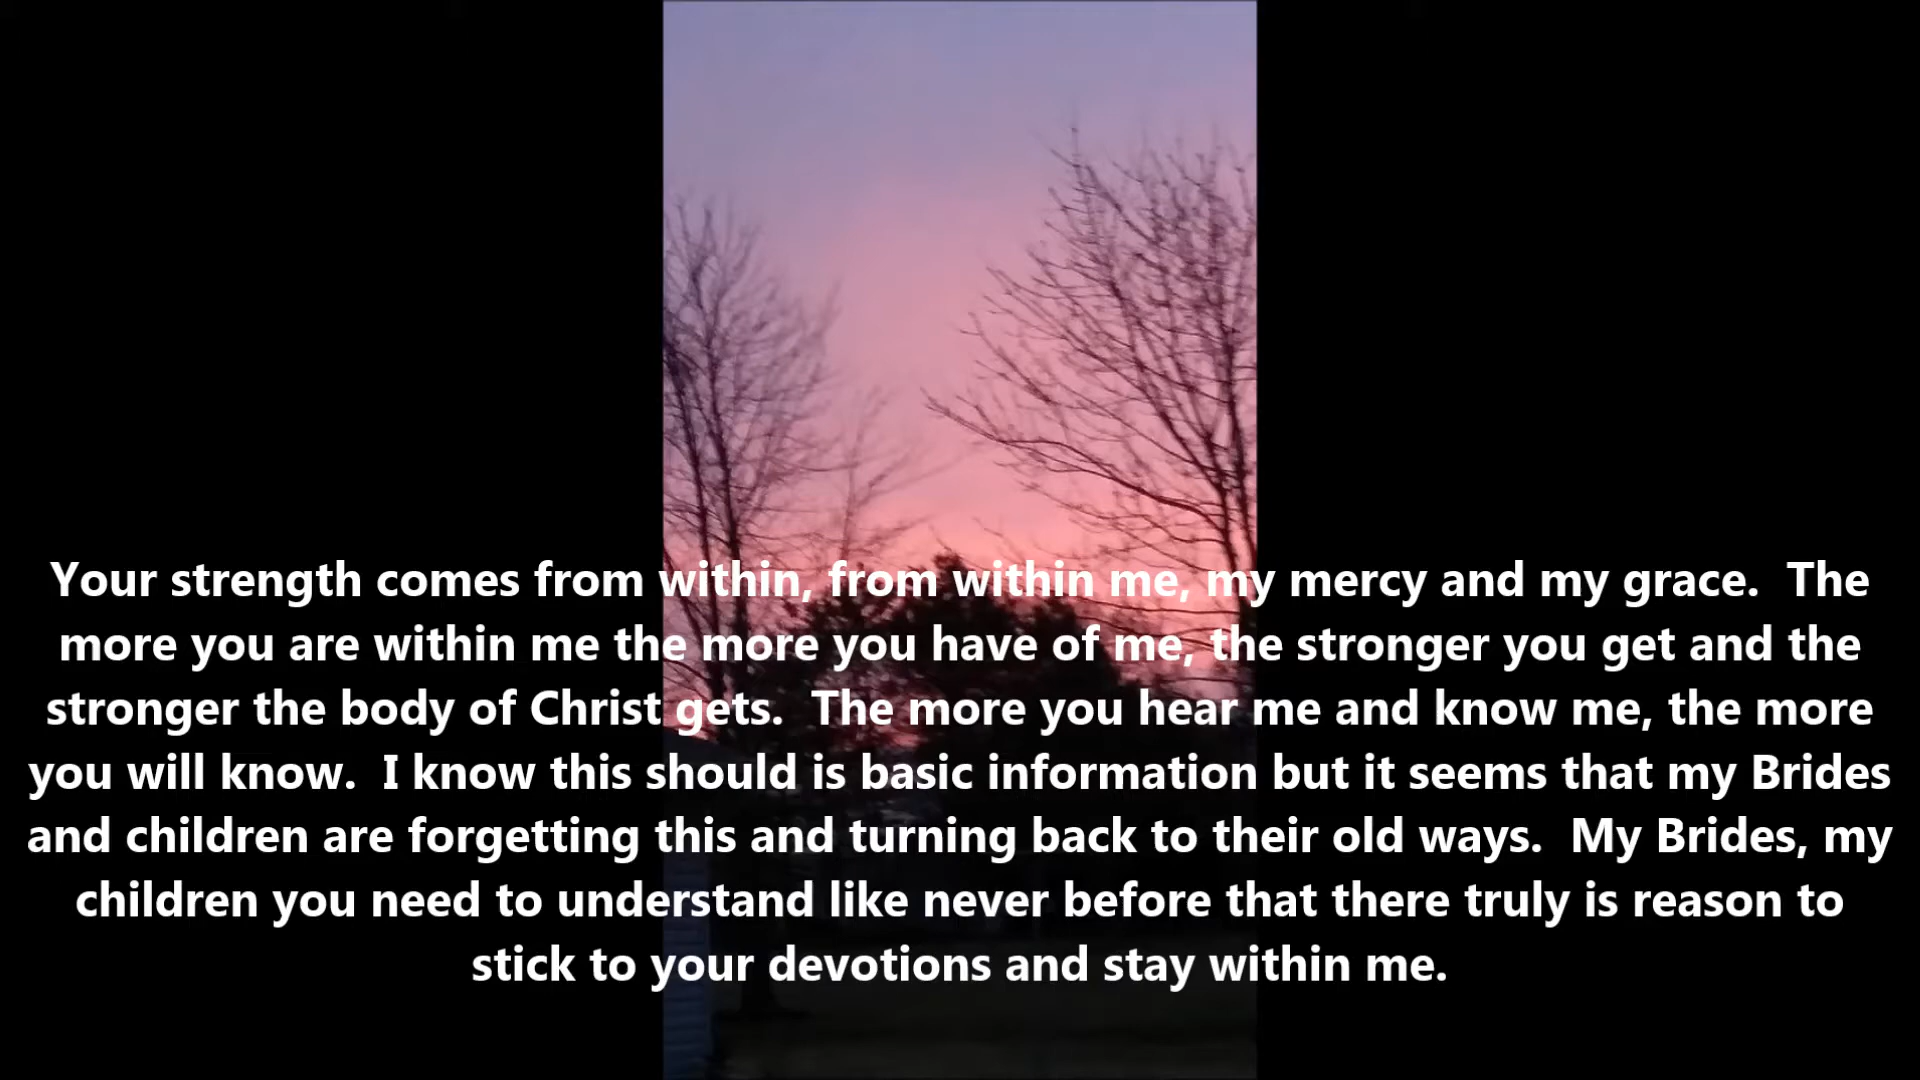 Your strength comes from within, from within me, my mercy and my grace.  The
more you are within me the more you have of me, the stronger you get and the
stronger the body of Christ gets.  The more you hear me and know me, the more
you will know.  I know this should is basic information but it seems that my Brides
and children are forgetting this and turning back to their old ways.  My Brides, my
children you need to understand like never before that there truly is reason to
stick to your devotions and stay within me.